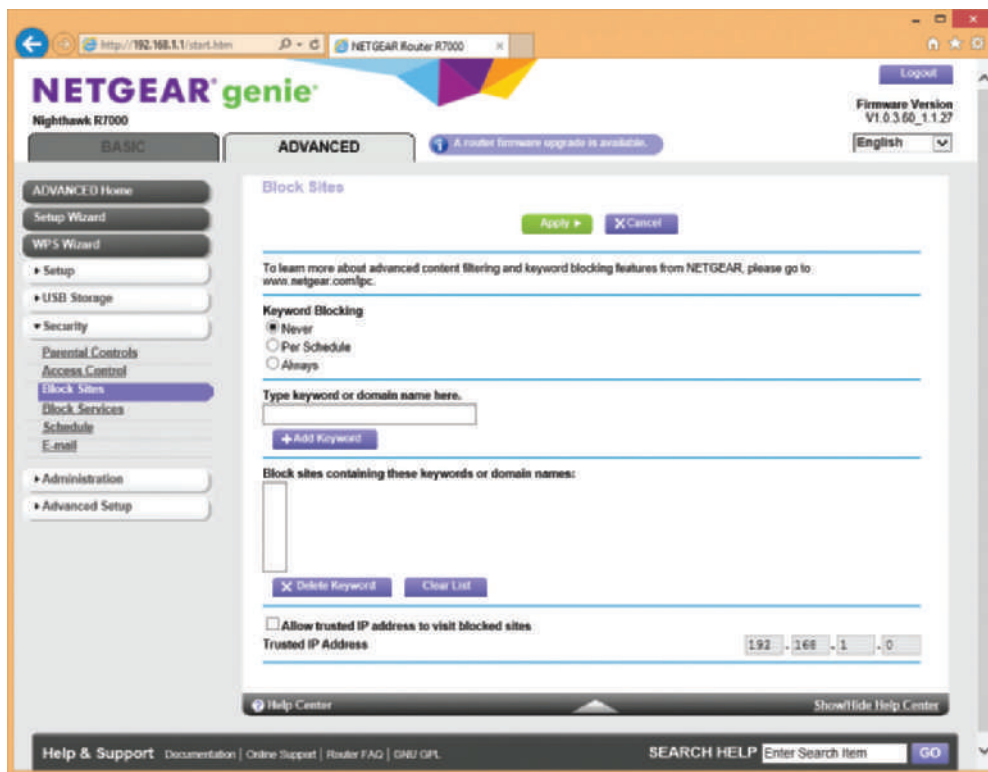 http://192.168.1.1/start.htm
NETGEAR Router R7000
NETGEAR® genie®
Logout
Nighthawk R7000
Firmware Version
V1.0.3.60_1.1.27
BASIC
ADVANCED
A router firmware upgrade is available.
English
ADVANCED Home
Setup Wizard
WPS Wizard
Setup
USB Storage
Security
Parental Controls
Access Control
Block Sites
Block Services
Schedule
E-mail
Administration
Advanced Setup
Block Sites
Apply
X Cancel
To learn more about advanced content filtering and keyword blocking features from NETGEAR, please go to
www.netgear.com/lpc.
Keyword Blocking
Never
Per Schedule
Always
Type keyword or domain name here.
+ Add Keyword
Block sites containing these keywords or domain names:
X Delete Keyword
Clear List
Allow trusted IP address to visit blocked sites
Trusted IP Address
192 . 168 . 1 . 0
Help Center
Show/Hide Help Center
Help & Support Documentation | Online Support | Router FAQ | GNU GPL
SEARCH HELP Enter Search Item GO